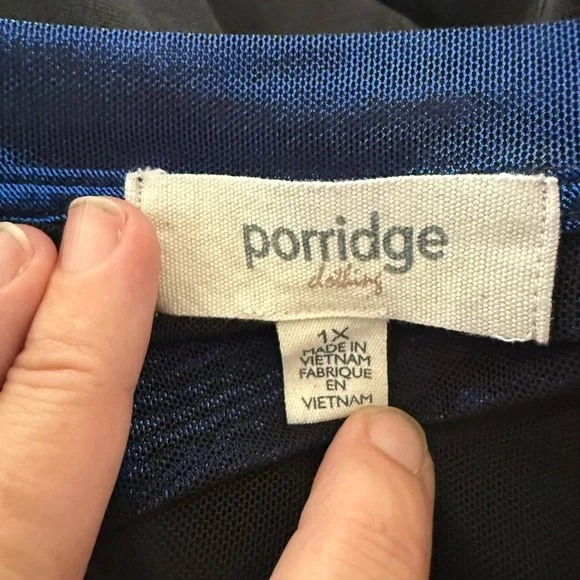 porridge
clothing
1X
MADE IN
VIETNAM
FABRIQUE
EN
VIETNAM